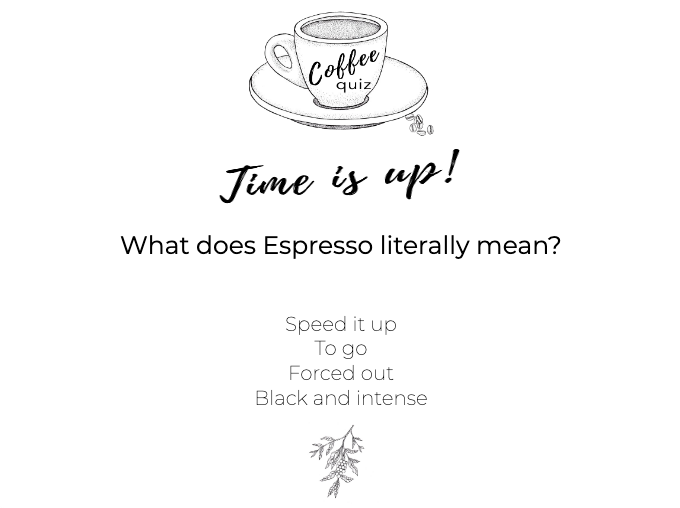 Coffee
quiz
Time is up!
What does Espresso literally mean?
Speed it up
To go
Forced out
Black and intense